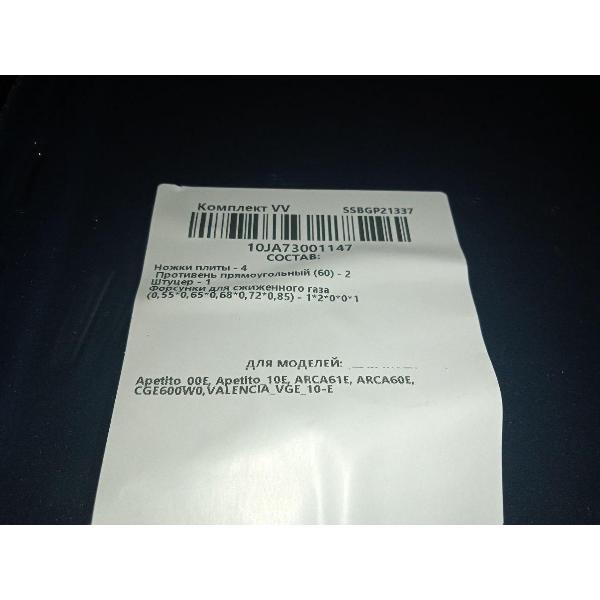 Комплект VV SSBGP21337
10JA73001147
СОСТАВ:
Ножки плиты - 4
Противень прямоугольный (60) - 2
Штуцер - 1
Форсунки для сжиженного газа
(0,55*0,65*0,68*0,72*0,85) - 1*2*0*0*1
ДЛЯ МОДЕЛЕЙ:
Apetito_00E, Apetito_10E, ARCA61E, ARCA60E,
CGE600W0,VALENCIA_VGE_10-E